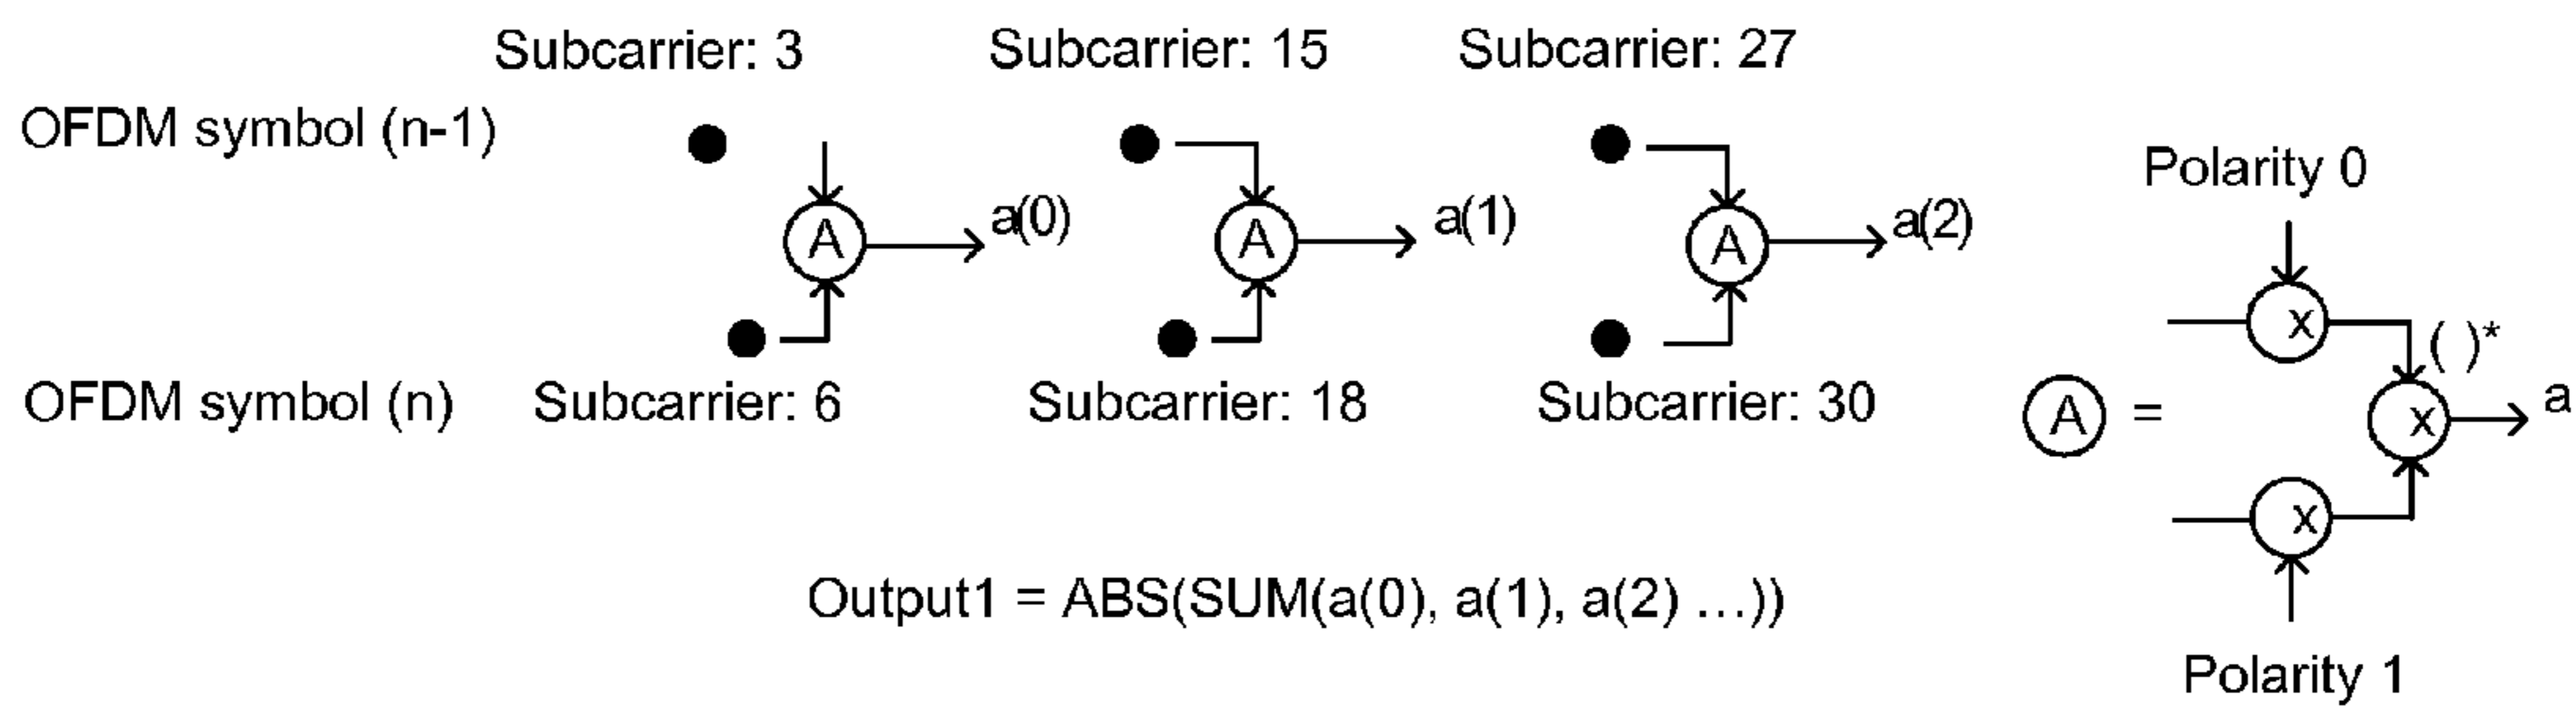 Subcarrier: 3 Subcarrier: 15 Subcarrier: 27
OFDM symbol (n-1)
Polarity 0
A a(0) A a(1) A a(2)
x ( )*
OFDM symbol (n) Subcarrier: 6 Subcarrier: 18 Subcarrier: 30
A = x a
x
Output1 = ABS(SUM(a(0), a(1), a(2) ...))
Polarity 1